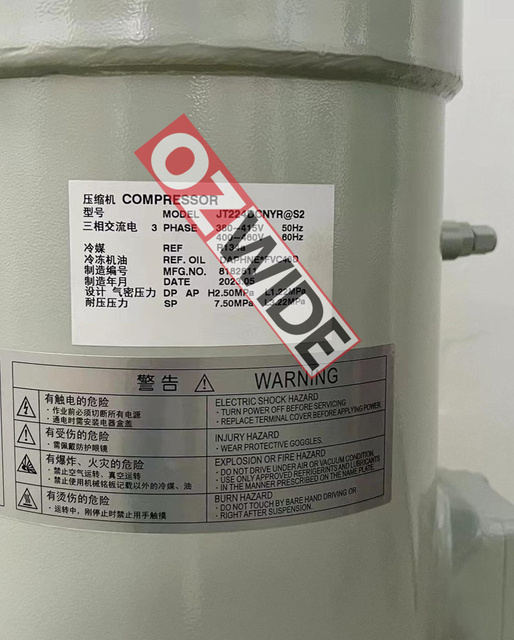 压缩机 COMPRESSOR
型号 MODEL JT224DCNYR@S2
三相交流电 3 PHASE 380~415V 50Hz
400~460V 60Hz
冷媒 REF R134a
冷冻机油 REF. OIL DAPHNE FVC46D
制造编号 MFG.NO.
制造年月 DATE 2023.05
设计 气密压力 DP AP H2.50MPa L1.22MPa
耐压压力 SP 7.50MPa L3.22MPa
OZWIDE
警告 WARNING
有触电的危险
・作业前必须切断所有电源
・通电时需安装电器盒盖
ELECTRIC SHOCK HAZARD
・TURN POWER OFF BEFORE SERVICING
・REPLACE TERMINAL COVER BEFORE APPLYING POWER.
有受伤的危险
・需佩戴防护眼镜
INJURY HAZARD
・WEAR PROTECTIVE GOGGLES.
有爆炸、火灾的危险
・禁止空气运转、真空运转
・禁止使用机械铭板记载以外的冷媒、油
EXPLOSION OR FIRE HAZARD
・DO NOT DRIVE UNDER AIR OR VACUUM CONDITION.
・USE ONLY APPROVED REFRIGERNTS AND LUBRICANTS
IN THE MANNER PRESCRIBED ON THE NAME PLATE.
有烫伤的危险
・运转中，刚停时禁止用手触摸
BURN HAZARD
・DO NOT TOUCH BY BARE HAND DRIVING OR
RIGHT AFTER SUSPENSION.